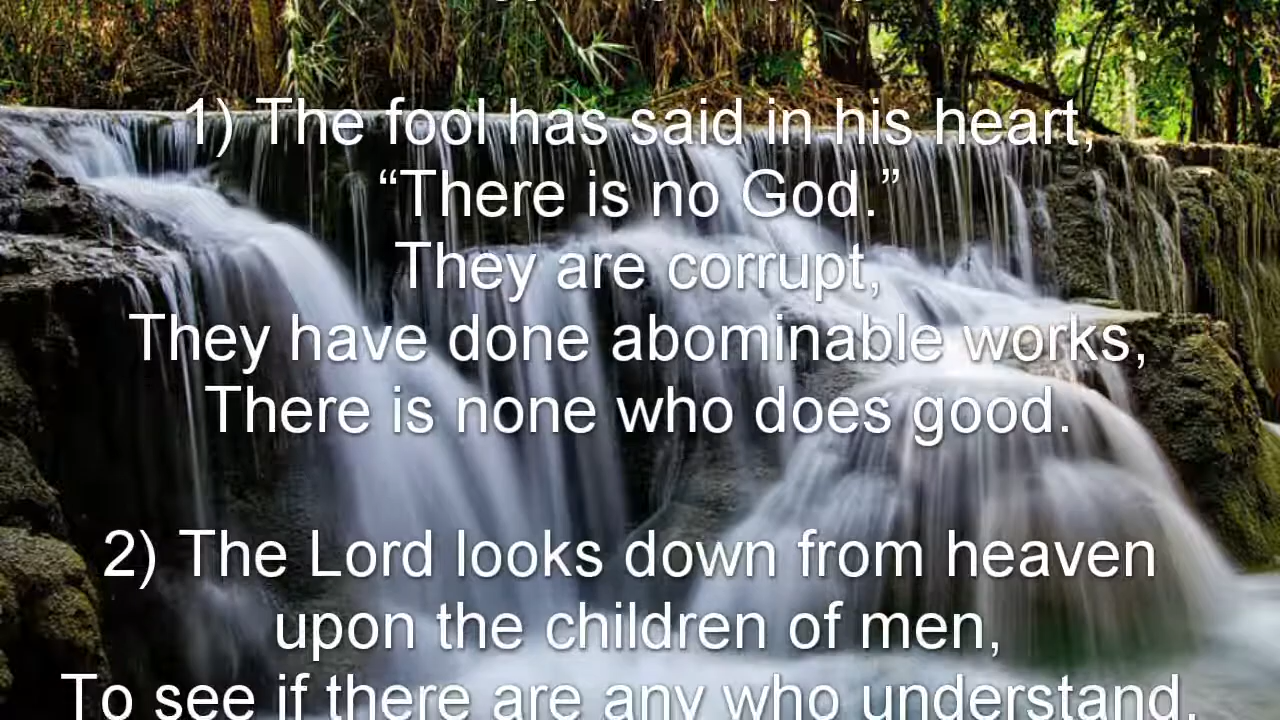 1) The fool has said in his heart,
“There is no God.”
They are corrupt,
They have done abominable works,
There is none who does good.
2) The Lord looks down from heaven
upon the children of men,
To see if there are any who understand,